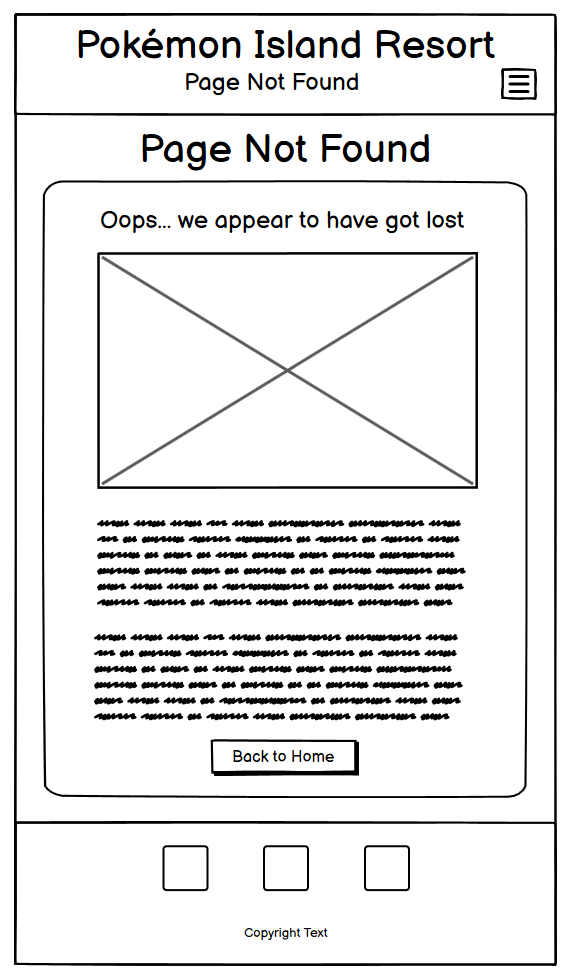 Pokémon Island Resort
Page Not Found
Page Not Found
Oops... we appear to have got lost
Back to Home
Copyright Text